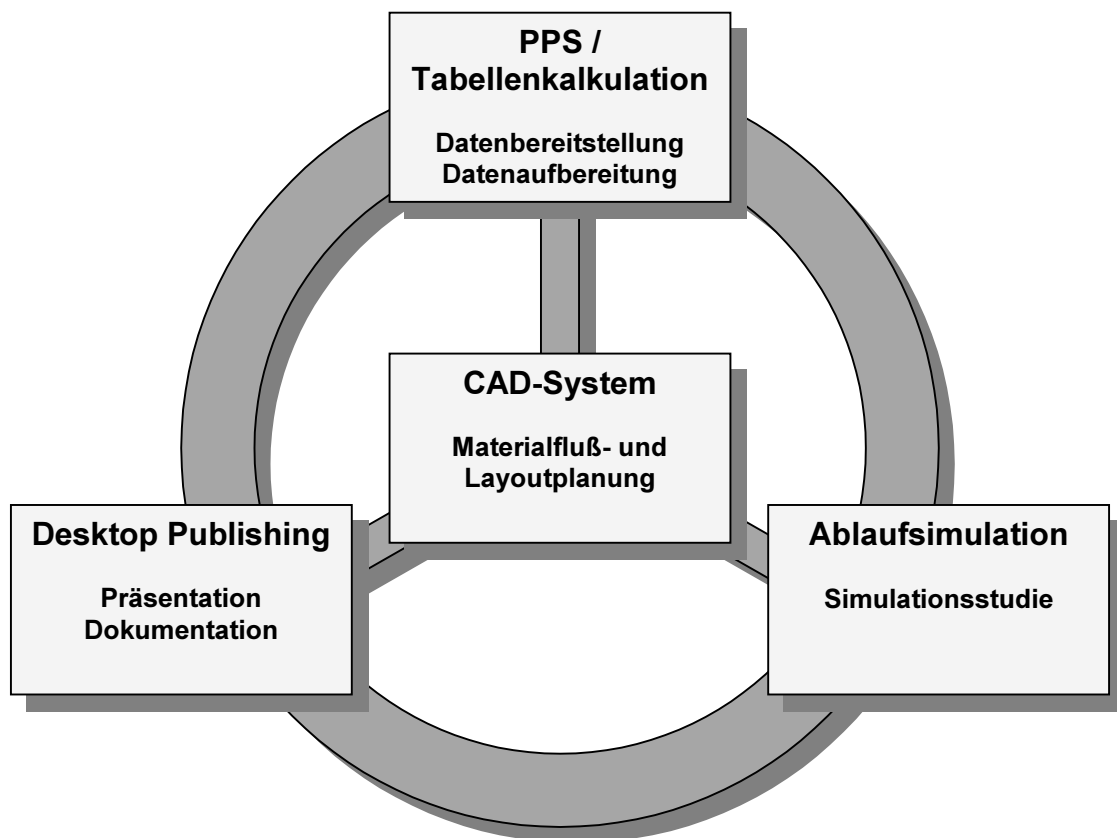 PPS /
Tabellenkalkulation
Datenbereitstellung
Datenaufbereitung
CAD-System
Materialfluß- und
Layoutplanung
Desktop Publishing
Präsentation
Dokumentation
Ablaufsimulation
Simulationsstudie